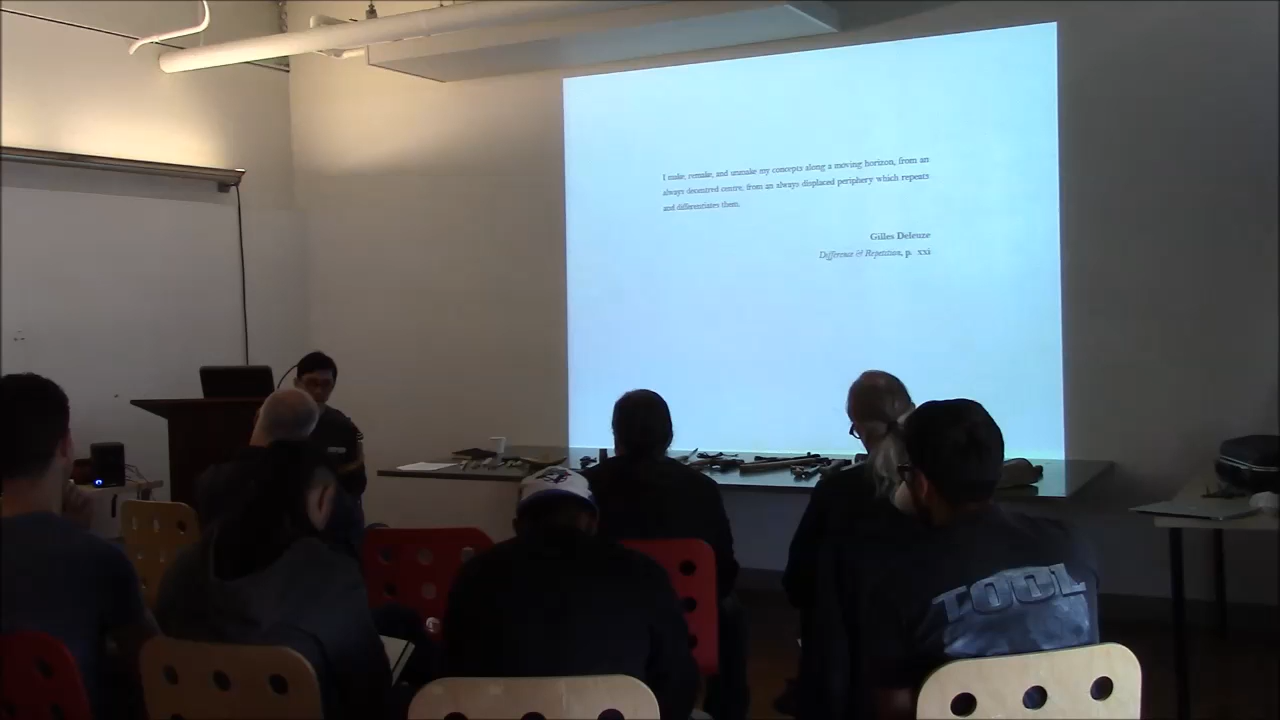 I make, remake, and unmake my concepts along a moving horizon, from an
always decentred centre, from an always displaced periphery which repeats
and differentiates them.
Gilles Deleuze
Difference & Repetition, p. xxi
TOOL